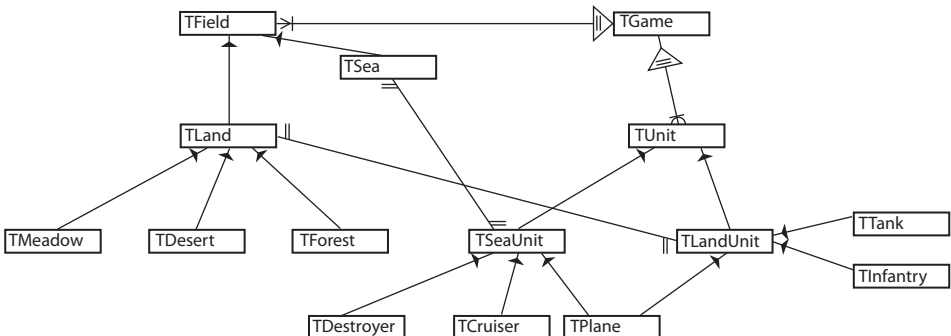 TField
TGame
TSea
TLand
TUnit
TMeadow
TDesert
TForest
TSeaUnit
TLandUnit
TTank
TInfantry
TDestroyer
TCruiser
TPlane